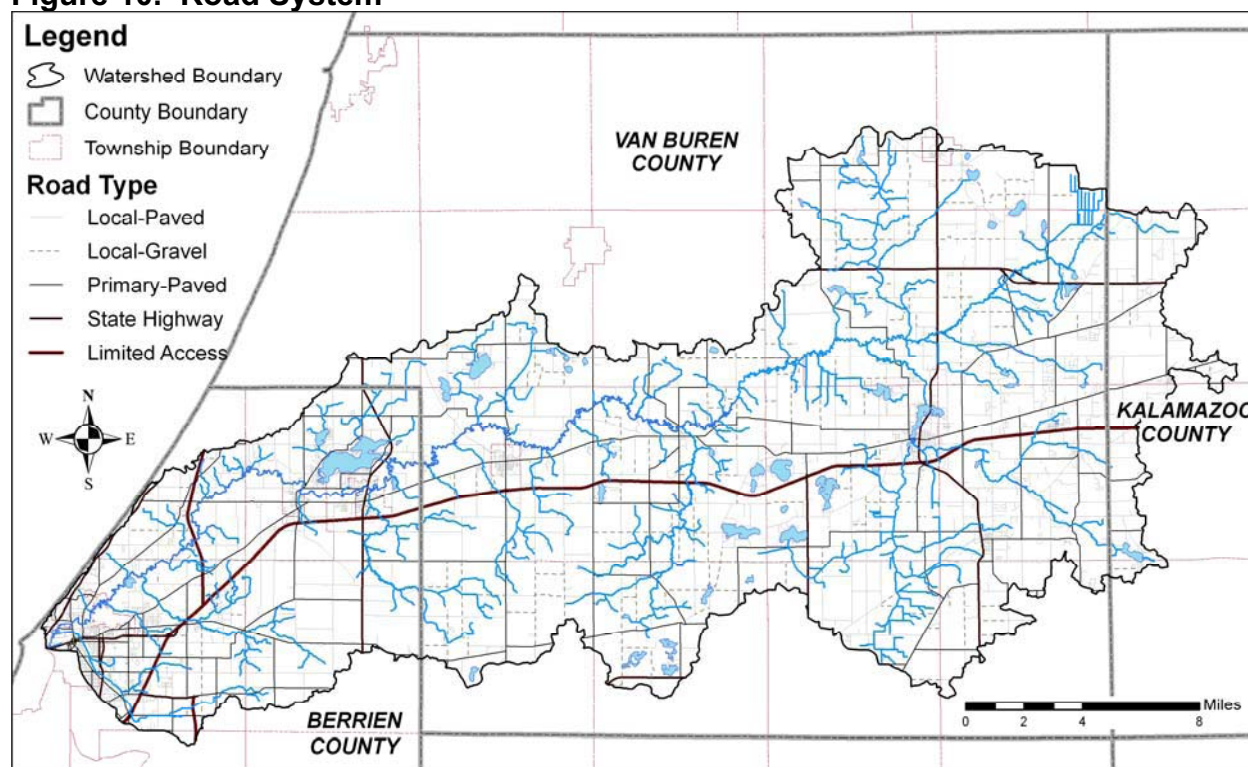 Figure 10. Road System
Legend
Watershed Boundary
County Boundary
Township Boundary
Road Type
Local-Paved
Local-Gravel
Primary-Paved
State Highway
Limited Access
N
W E
S
VAN BUREN
COUNTY
KALAMAZOO
COUNTY
BERRIEN
COUNTY
Miles
0 2 4 8